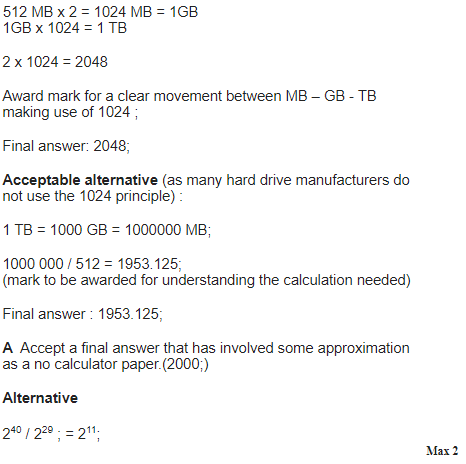 512 MB x 2 = 1024 MB = 1GB
1GB x 1024 = 1 TB
2 x 1024 = 2048
Award mark for a clear movement between MB – GB - TB
making use of 1024 ;
Final answer: 2048;
Acceptable alternative (as many hard drive manufacturers do
not use the 1024 principle) :
1 TB = 1000 GB = 1000000 MB;
1000 000 / 512 = 1953.125;
(mark to be awarded for understanding the calculation needed)
Final answer : 1953.125;
A Accept a final answer that has involved some approximation
as a no calculator paper.(2000;)
Alternative
2⁴⁰ / 2²⁹ ; = 2¹¹;
Max 2